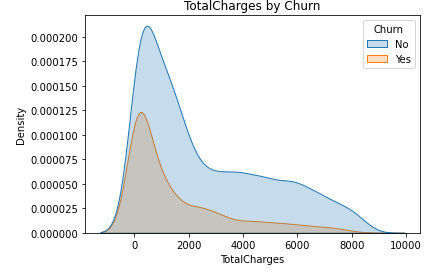 TotalCharges by Churn
Churn
No
Yes
0.000200
0.000175
0.000150
0.000125
0.000100
0.000075
0.000050
0.000025
0.000000
Density
0 2000 4000 6000 8000 10000
TotalCharges